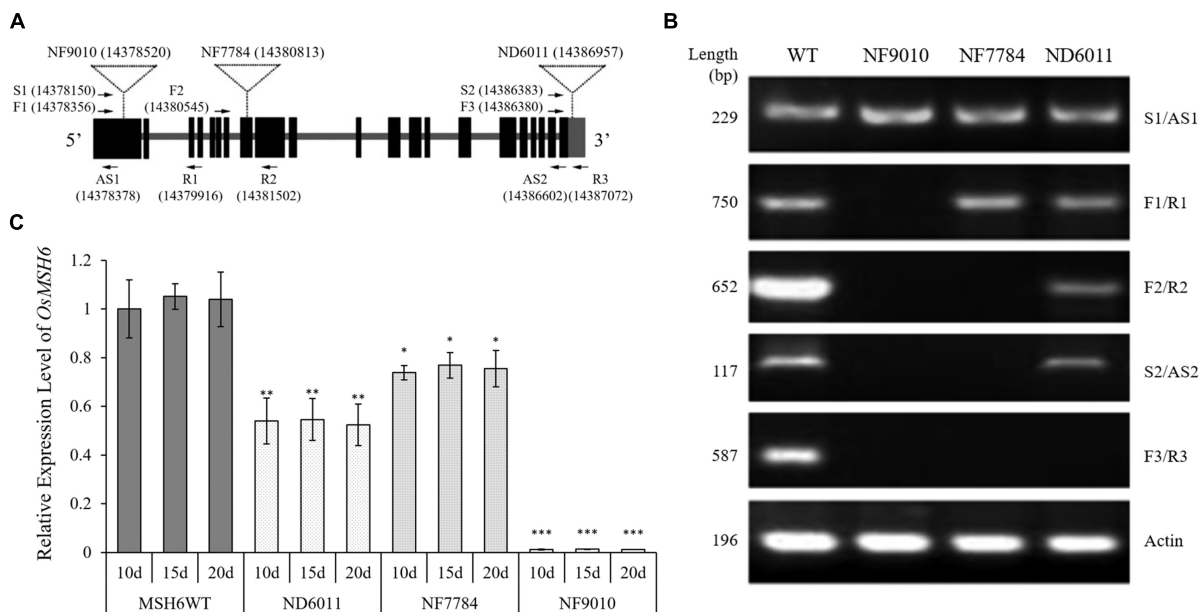 A
NF9010 (14378520)
NF7784 (14380813)
ND6011 (14386957)
S1 (14378150)
F1 (14378356)
F2
(14380545)
S2 (14386383)
F3 (14386380)
5’
3’
AS1
(14378378)
R1
(14379916)
R2
(14381502)
AS2
(14386602)
R3
(14387072)
B
Length
(bp)
WT
NF9010
NF7784
ND6011
229
S1/AS1
750
F1/R1
652
F2/R2
117
S2/AS2
587
F3/R3
196
Actin
C
Relative Expression Level of OsMSH6
1.2
1
0.8
0.6
0.4
0.2
0
** ** **
* * *
*** *** ***
10d 15d 20d 10d 15d 20d 10d 15d 20d 10d 15d 20d
MSH6WT ND6011 NF7784 NF9010